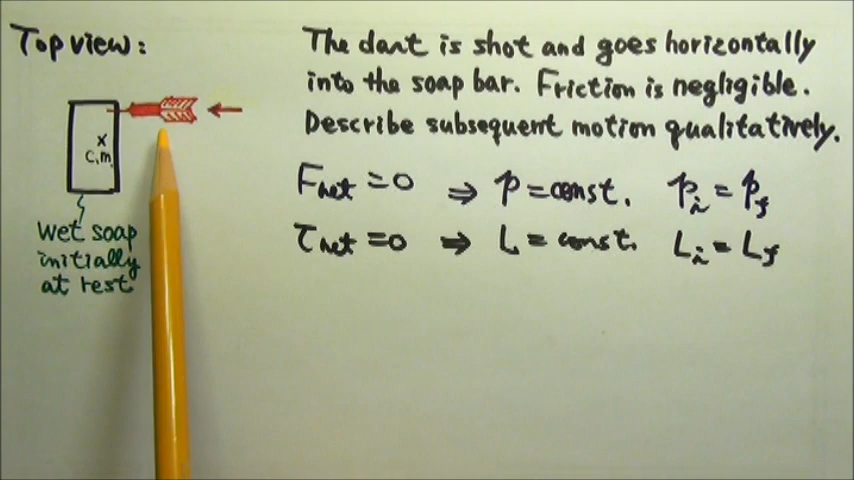 Top view:
The dart is shot and goes horizontally
into the soap bar. Friction is negligible.
Describe subsequent motion qualitatively.
x
c.m.
wet soap
initially
at rest
Fnet = 0 ⇒ p = const. pi = pf
τnet = 0 ⇒ L = const. Li = Lf